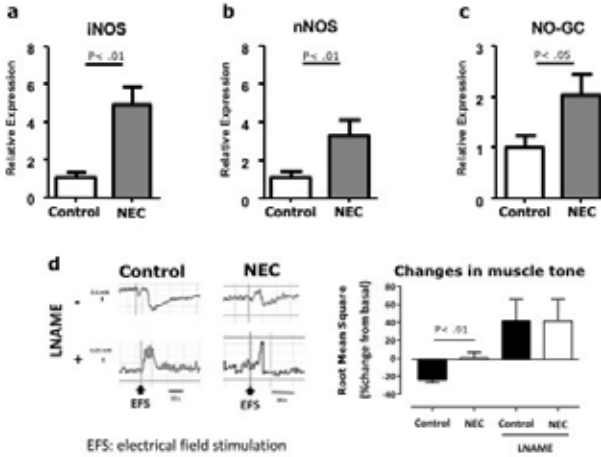 a
iNOS
P< .01
Relative Expression
8
6
4
2
0
Control
NEC
b
nNOS
P< .01
Relative Expression
8
6
4
2
0
Control
NEC
c
NO-GC
P< .05
Relative Expression
3
2
1
0
Control
NEC
d
Control
NEC
LNAME
-
+
EFS
EFS
EFS: electrical field stimulation
Changes in muscle tone
Root Mean Square
(%change from basal)
80
60
40
20
0
-20
-40
P< .01
Control
NEC
Control
NEC
LNAME